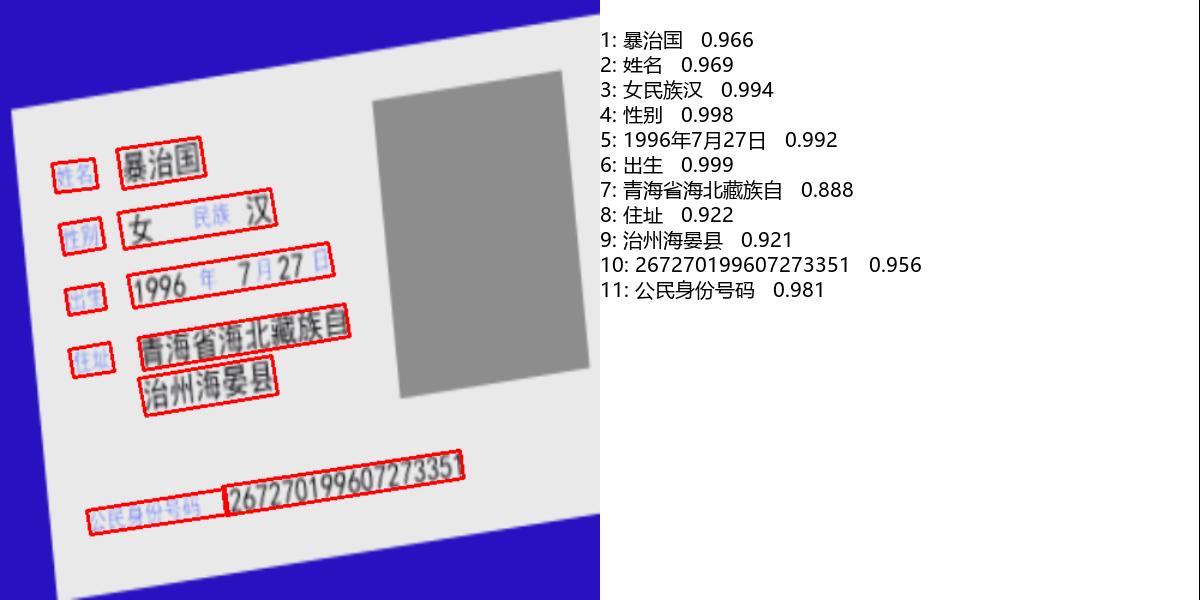 姓名 暴治国
性别 女 民族 汉
出生 1996 年 7 月 27 日
住址 青海省海北藏族自
治州海晏县
公民身份号码 267270199607273351
1: 暴治国 0.966
2: 姓名 0.969
3: 女民族汉 0.994
4: 性别 0.998
5: 1996年7月27日 0.992
6: 出生 0.999
7: 青海省海北藏族自 0.888
8: 住址 0.922
9: 治州海晏县 0.921
10: 267270199607273351 0.956
11: 公民身份号码 0.981